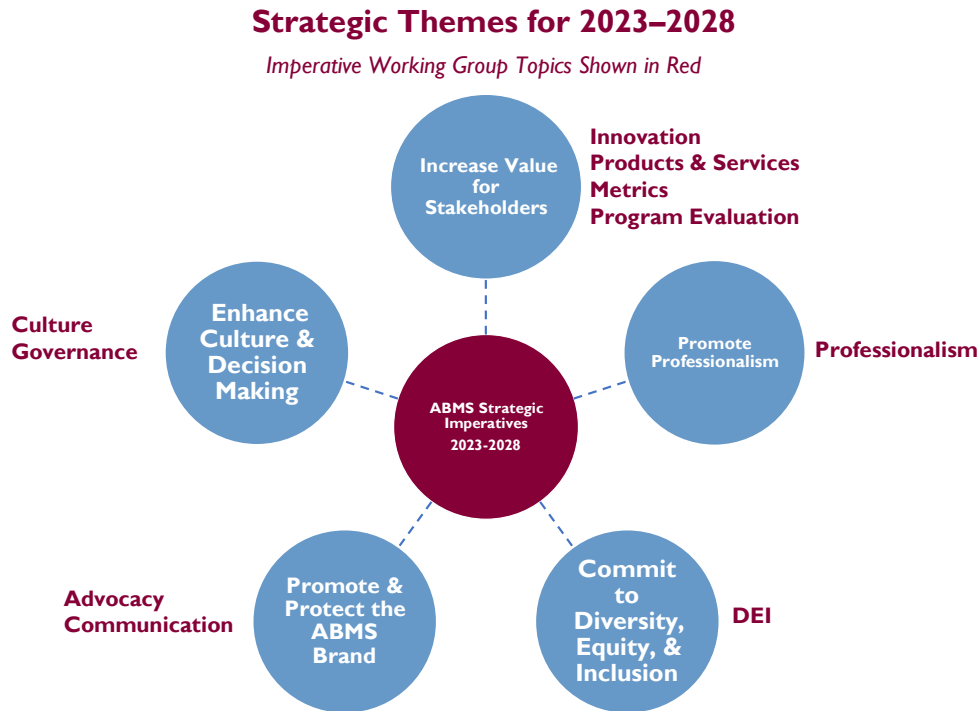 Strategic Themes for 2023–2028
Imperative Working Group Topics Shown in Red
Increase Value
for
Stakeholders
Innovation
Products & Services
Metrics
Program Evaluation
Culture
Governance
Enhance
Culture &
Decision
Making
Promote
Professionalism
Professionalism
ABMS Strategic
Imperatives
2023-2028
Advocacy
Communication
Promote &
Protect the
ABMS
Brand
Commit
to
Diversity,
Equity, &
Inclusion
DEI